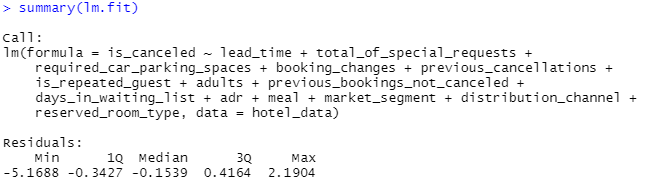 > summary(lm.fit)
Call:
lm(formula = is_canceled ~ lead_time + total_of_special_requests +
required_car_parking_spaces + booking_changes + previous_cancellations +
is_repeated_guest + adults + previous_bookings_not_canceled +
days_in_waiting_list + adr + meal + market_segment + distribution_channel +
reserved_room_type, data = hotel_data)
Residuals:
Min 1Q Median 3Q Max
-5.1688 -0.3427 -0.1539 0.4164 2.1904